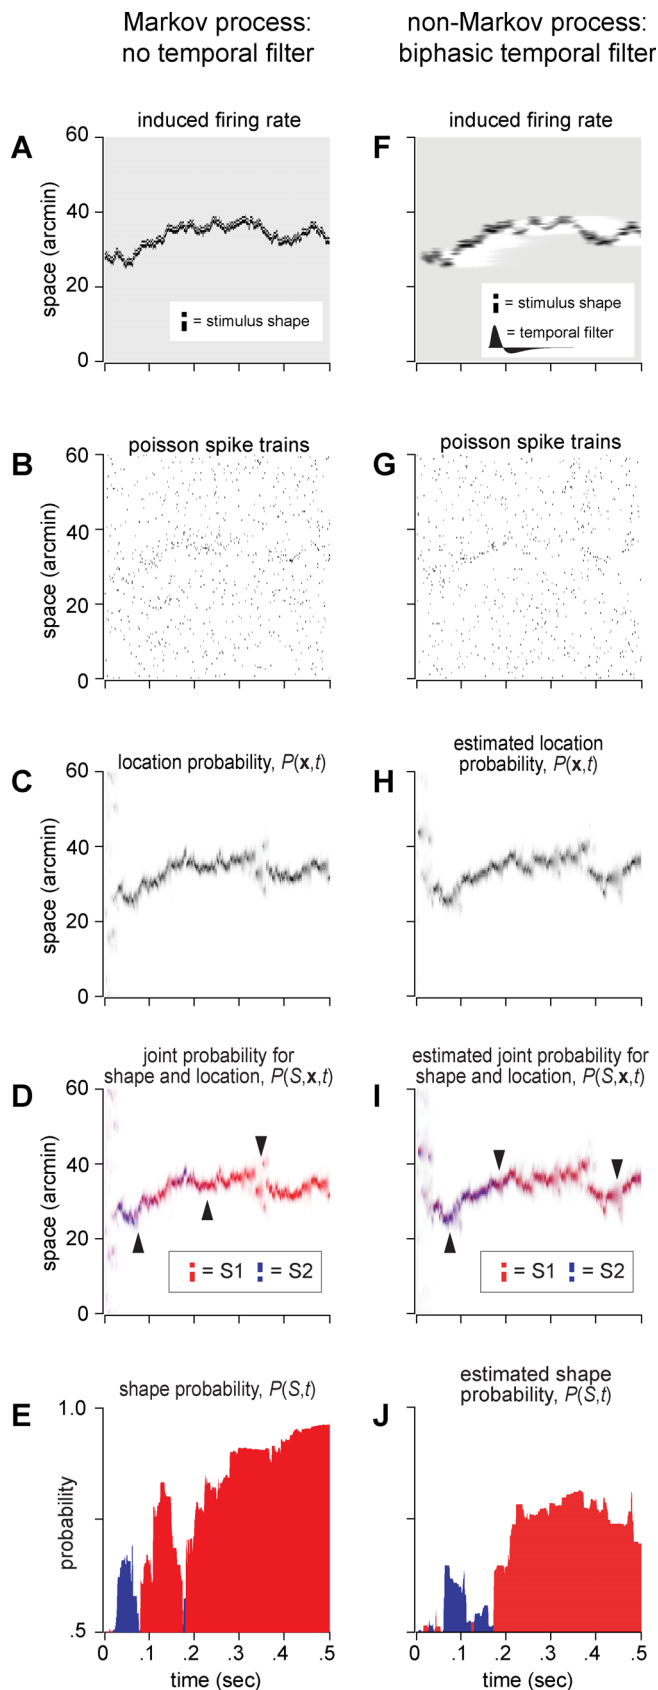 Markov process:
no temporal filter
non-Markov process:
biphasic temporal filter
A
induced firing rate
space (arcmin)
60
40
20
0
= stimulus shape
F
induced firing rate
= stimulus shape
= temporal filter
B
poisson spike trains
space (arcmin)
60
40
20
0
G
poisson spike trains
C
location probability, P(x,t)
space (arcmin)
60
40
20
0
H
estimated location
probability, P(x,t)
D
joint probability for
shape and location, P(S,x,t)
space (arcmin)
60
40
20
0
= S1
= S2
I
estimated joint probability for
shape and location, P(S,x,t)
= S1
= S2
E
shape probability, P(S,t)
probability
1.0
.5
0 .1 .2 .3 .4 .5
time (sec)
J
estimated shape
probability, P(S,t)
0 .1 .2 .3 .4 .5
time (sec)